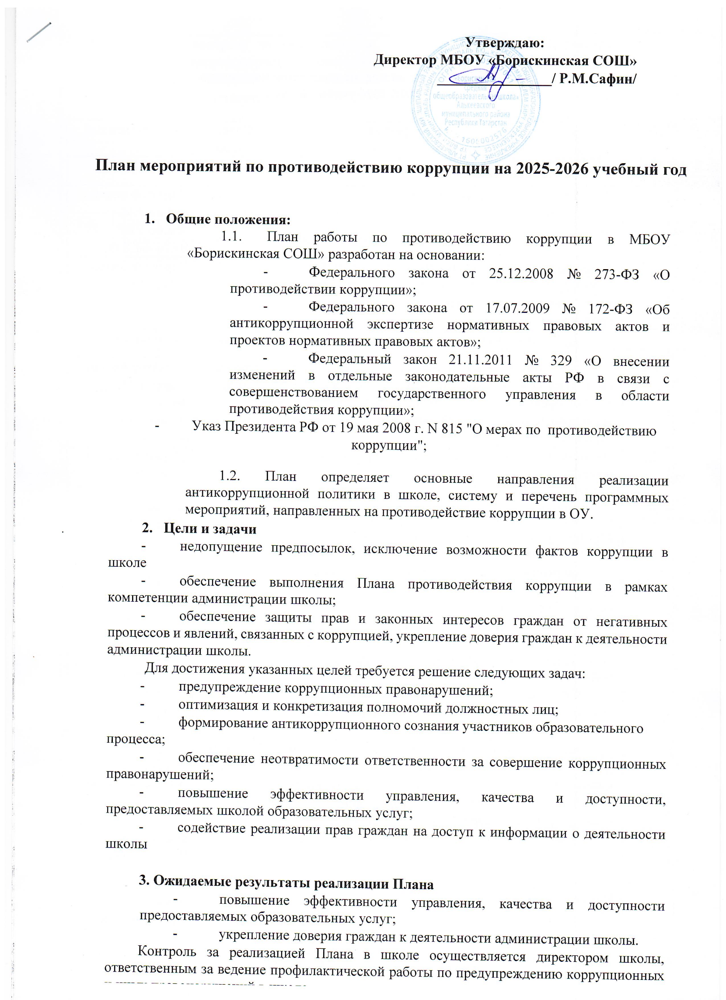 Утверждаю:
Директор МБОУ «Борискинская СОШ»
/ Р.М.Сафин/
«Борискинская
средняя
общеобразовательная школа»
Алькеевского
муниципального района
Республики Татарстан
План мероприятий по противодействию коррупции на 2025-2026 учебный год
1. Общие положения:
1.1. План работы по противодействию коррупции в МБОУ
«Борискинская СОШ» разработан на основании:
- Федерального закона от 25.12.2008 № 273-ФЗ «О
противодействии коррупции»;
- Федерального закона от 17.07.2009 № 172-ФЗ «Об
антикоррупционной экспертизе нормативных правовых актов и
проектов нормативных правовых актов»;
- Федеральный закон 21.11.2011 № 329 «О внесении
изменений в отдельные законодательные акты РФ в связи с
совершенствованием государственного управления в области
противодействия коррупции»;
- Указ Президента РФ от 19 мая 2008 г. N 815 "О мерах по противодействию
коррупции";
1.2. План определяет основные направления реализации
антикоррупционной политики в школе, систему и перечень программных
мероприятий, направленных на противодействие коррупции в ОУ.
2. Цели и задачи
- недопущение предпосылок, исключение возможности фактов коррупции в
школе
- обеспечение выполнения Плана противодействия коррупции в рамках
компетенции администрации школы;
- обеспечение защиты прав и законных интересов граждан от негативных
процессов и явлений, связанных с коррупцией, укрепление доверия граждан к деятельности
администрации школы.
Для достижения указанных целей требуется решение следующих задач:
- предупреждение коррупционных правонарушений;
- оптимизация и конкретизация полномочий должностных лиц;
- формирование антикоррупционного сознания участников образовательного
процесса;
- обеспечение неотвратимости ответственности за совершение коррупционных
правонарушений;
- повышение эффективности управления, качества и доступности,
предоставляемых школой образовательных услуг;
- содействие реализации прав граждан на доступ к информации о деятельности
школы
3. Ожидаемые результаты реализации Плана
- повышение эффективности управления, качества и доступности
предоставляемых образовательных услуг;
- укрепление доверия граждан к деятельности администрации школы.
Контроль за реализацией Плана в школе осуществляется директором школы,
ответственным за ведение профилактической работы по предупреждению коррупционных